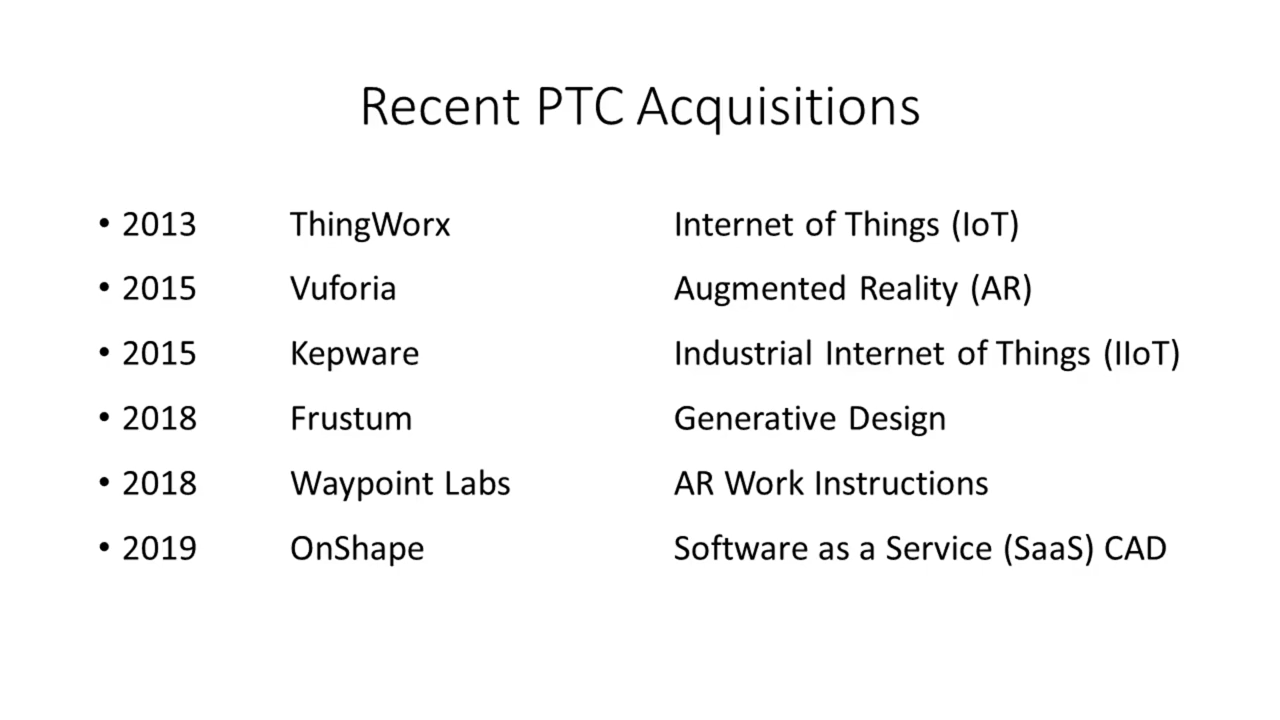 Recent PTC Acquisitions
• 2013 ThingWorx Internet of Things (IoT)
• 2015 Vuforia Augmented Reality (AR)
• 2015 Kepware Industrial Internet of Things (IIoT)
• 2018 Frustum Generative Design
• 2018 Waypoint Labs AR Work Instructions
• 2019 OnShape Software as a Service (SaaS) CAD